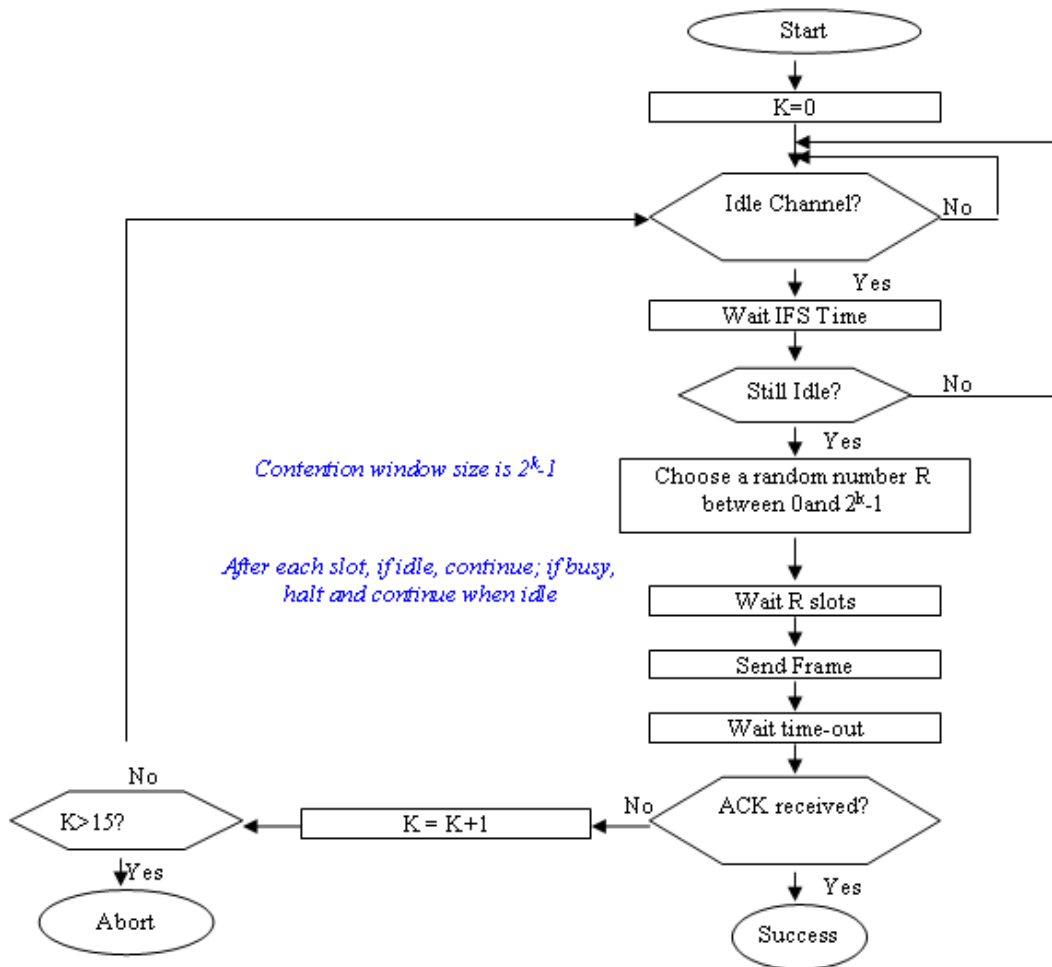 Start
K=0
Idle Channel?
No
Yes
Wait IFS Time
Still Idle?
No
Yes
Contention window size is 2^k-1
Choose a random number R
between 0and 2^k-1
After each slot, if idle, continue; if busy,
halt and continue when idle
Wait R slots
Send Frame
Wait time-out
ACK received?
No
K = K+1
No
K>15?
Yes
Abort
Yes
Success